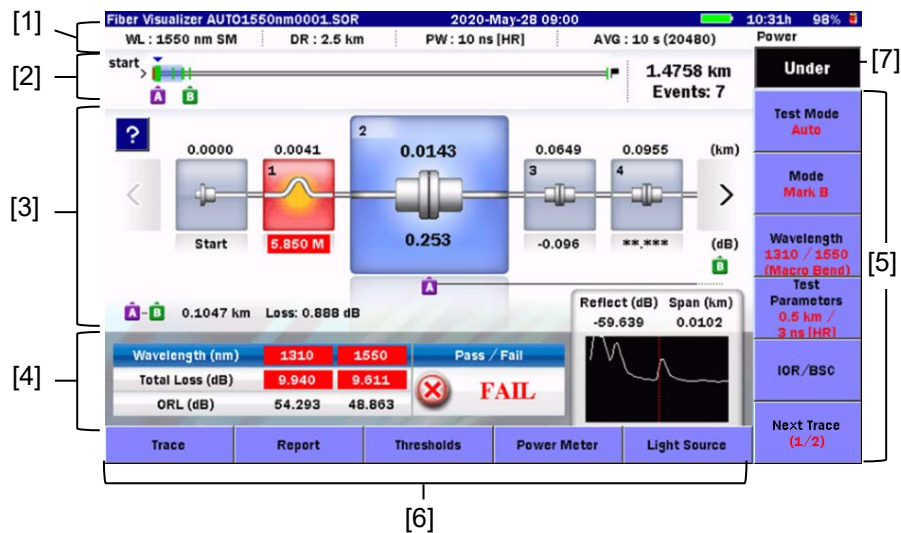 Fiber Visualizer AUTO1550nm0001.SOR 2020-May-28 09:00 10:31h 98%
[1]
WL : 1550 nm SM DR : 2.5 km PW : 10 ns [HR] AVG : 10 s (20480)
Power
Under
[7]
[2]
start
A B
1.4758 km
Events: 7
[3]
?
0.0000 0.0041 0.0143 0.0649 0.0955 (km)
1 2 3 4
Start 5.850 M 0.253 -0.096 **.*** (dB)
B
A
A-B 0.1047 km Loss: 0.888 dB
Reflect (dB) Span (km)
-59.639 0.0102
[4]
Wavelength (nm) 1310 1550 Pass / Fail
Total Loss (dB) 9.940 9.611
FAIL
ORL (dB) 54.293 48.863
Test Mode
Auto
Mode
Mark B
Wavelength
1310 / 1550
(Macro Bend)
Test
Parameters
0.5 km /
3 ns [HR]
IOR/BSC
Next Trace
(1/2)
[5]
Trace Report Thresholds Power Meter Light Source
[6]